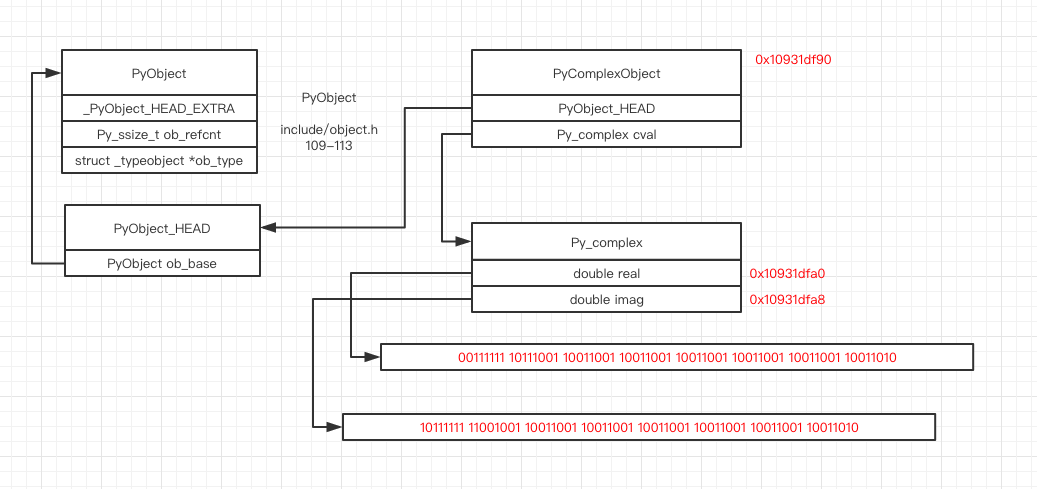 PyObject
_PyObject_HEAD_EXTRA
Py_ssize_t ob_refcnt
struct _typeobject *ob_type
PyObject
include/object.h
109–113
PyObject_HEAD
PyObject ob_base
PyComplexObject
0x10931df90
PyObject_HEAD
Py_complex cval
Py_complex
double real
0x10931dfa0
double imag
0x10931dfa8
00111111 10111001 10011001 10011001 10011001 10011001 10011001 10011010
10111111 11001001 10011001 10011001 10011001 10011001 10011001 10011010